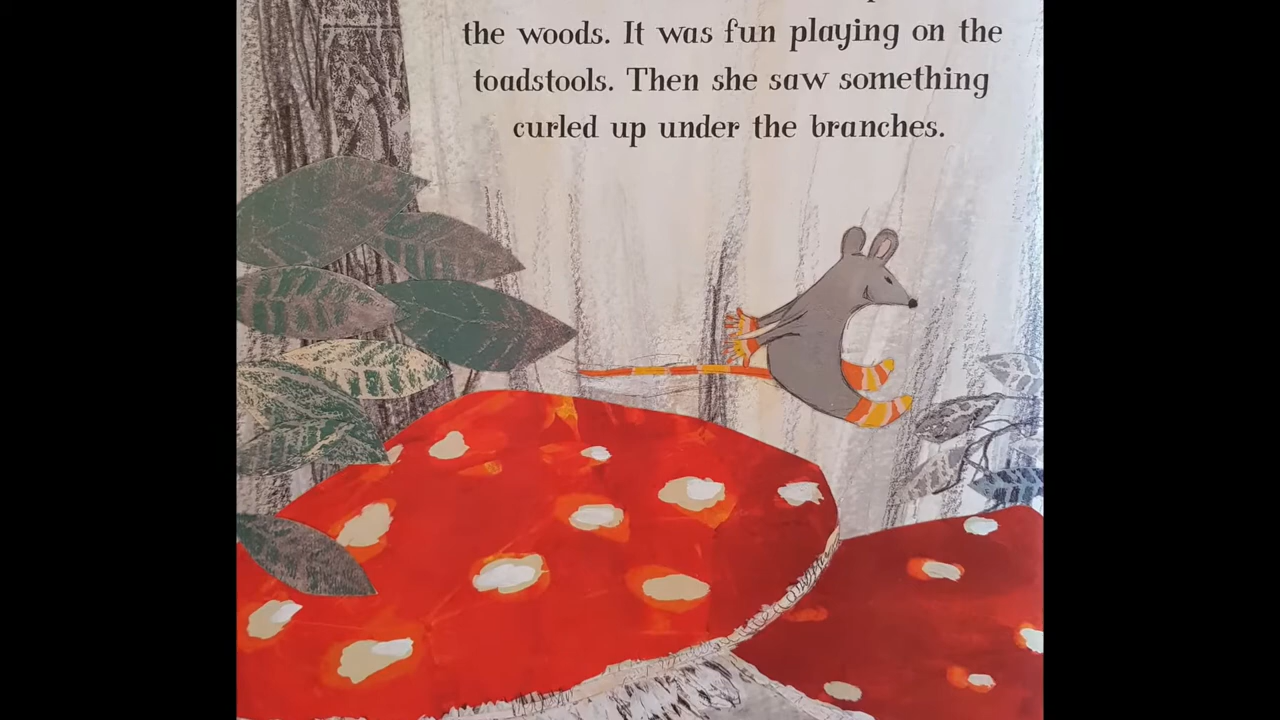 the woods. It was fun playing on the
toadstools. Then she saw something
curled up under the branches.